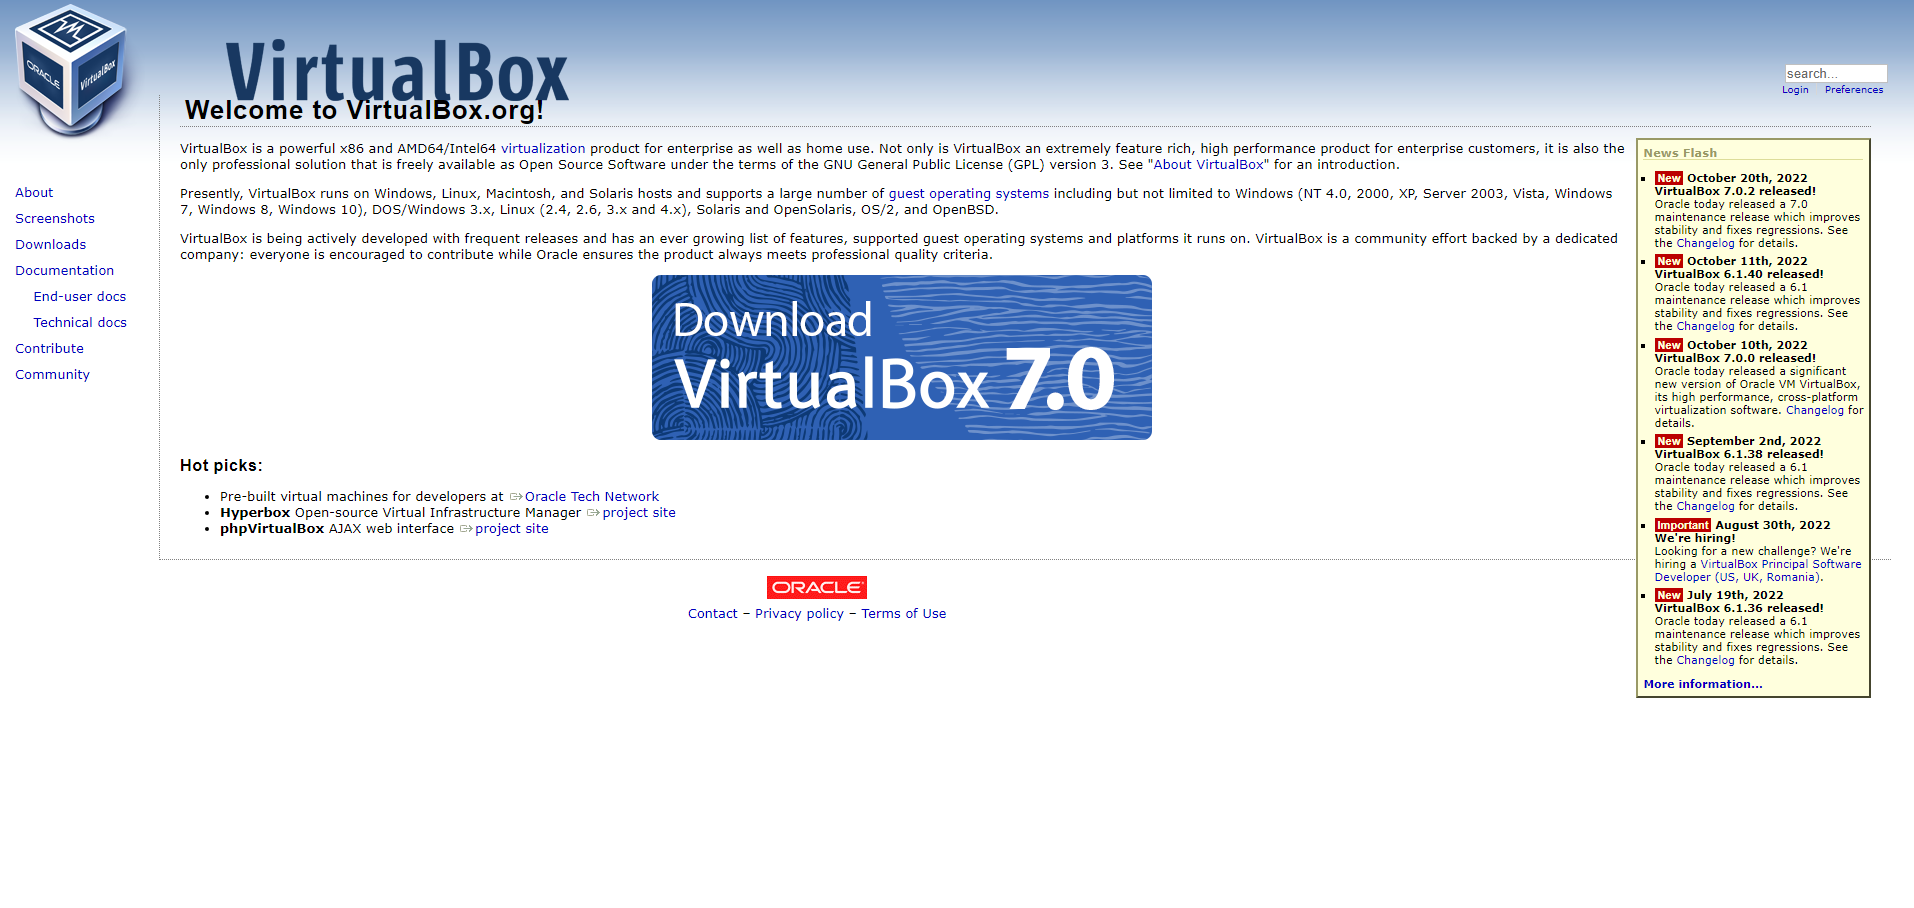 ORACLE
VirtualBox
VirtualBox
search...
Login Preferences
Welcome to VirtualBox.org!
About
Screenshots
Downloads
Documentation
End-user docs
Technical docs
Contribute
Community
VirtualBox is a powerful x86 and AMD64/Intel64 virtualization product for enterprise as well as home use. Not only is VirtualBox an extremely feature rich, high performance product for enterprise customers, it is also the
only professional solution that is freely available as Open Source Software under the terms of the GNU General Public License (GPL) version 3. See "About VirtualBox" for an introduction.
Presently, VirtualBox runs on Windows, Linux, Macintosh, and Solaris hosts and supports a large number of guest operating systems including but not limited to Windows (NT 4.0, 2000, XP, Server 2003, Vista, Windows
7, Windows 8, Windows 10), DOS/Windows 3.x, Linux (2.4, 2.6, 3.x and 4.x), Solaris and OpenSolaris, OS/2, and OpenBSD.
VirtualBox is being actively developed with frequent releases and has an ever growing list of features, supported guest operating systems and platforms it runs on. VirtualBox is a community effort backed by a dedicated
company: everyone is encouraged to contribute while Oracle ensures the product always meets professional quality criteria.
Download
VirtualBox 7.0
Hot picks:
• Pre-built virtual machines for developers at Oracle Tech Network
• Hyperbox Open-source Virtual Infrastructure Manager project site
• phpVirtualBox AJAX web interface project site
News Flash
New October 20th, 2022
VirtualBox 7.0.2 released!
Oracle today released a 7.0
maintenance release which improves
stability and fixes regressions. See
the Changelog for details.
New October 11th, 2022
VirtualBox 6.1.40 released!
Oracle today released a 6.1
maintenance release which improves
stability and fixes regressions. See
the Changelog for details.
New October 10th, 2022
VirtualBox 7.0.0 released!
Oracle today released a significant
new version of Oracle VM VirtualBox,
its high performance, cross-platform
virtualization software. Changelog for
details.
New September 2nd, 2022
VirtualBox 6.1.38 released!
Oracle today released a 6.1
maintenance release which improves
stability and fixes regressions. See
the Changelog for details.
Important August 30th, 2022
We're hiring!
Looking for a new challenge? We're
hiring a VirtualBox Principal Software
Developer (US, UK, Romania).
New July 19th, 2022
VirtualBox 6.1.36 released!
Oracle today released a 6.1
maintenance release which improves
stability and fixes regressions. See
the Changelog for details.
More information...
ORACLE
Contact – Privacy policy – Terms of Use